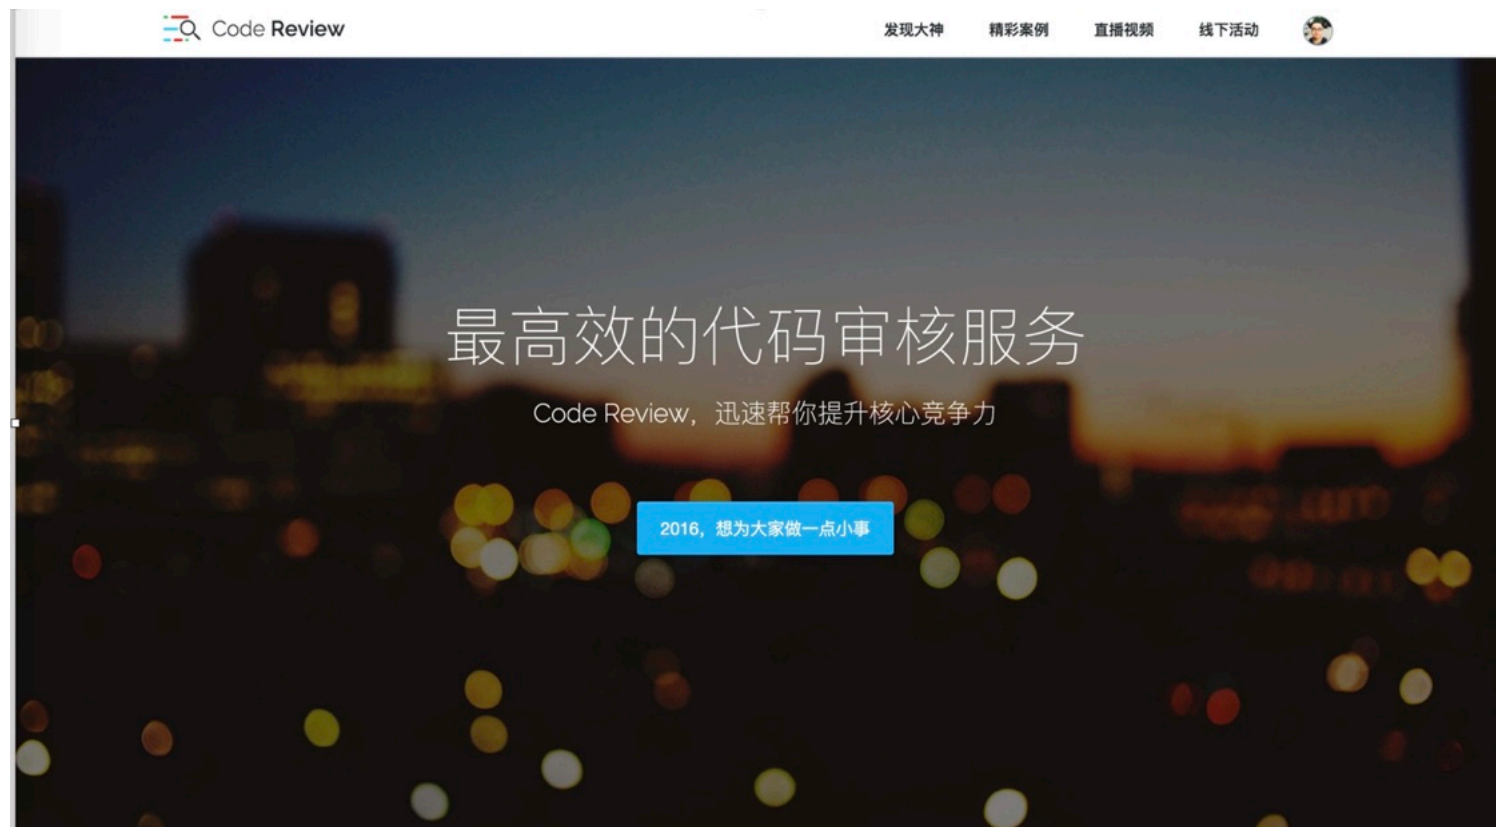 Code Review
发现大神
精彩案例
直播视频
线下活动
最高效的代码审核服务
Code Review，迅速帮你提升核心竞争力
2016，想为大家做一点小事